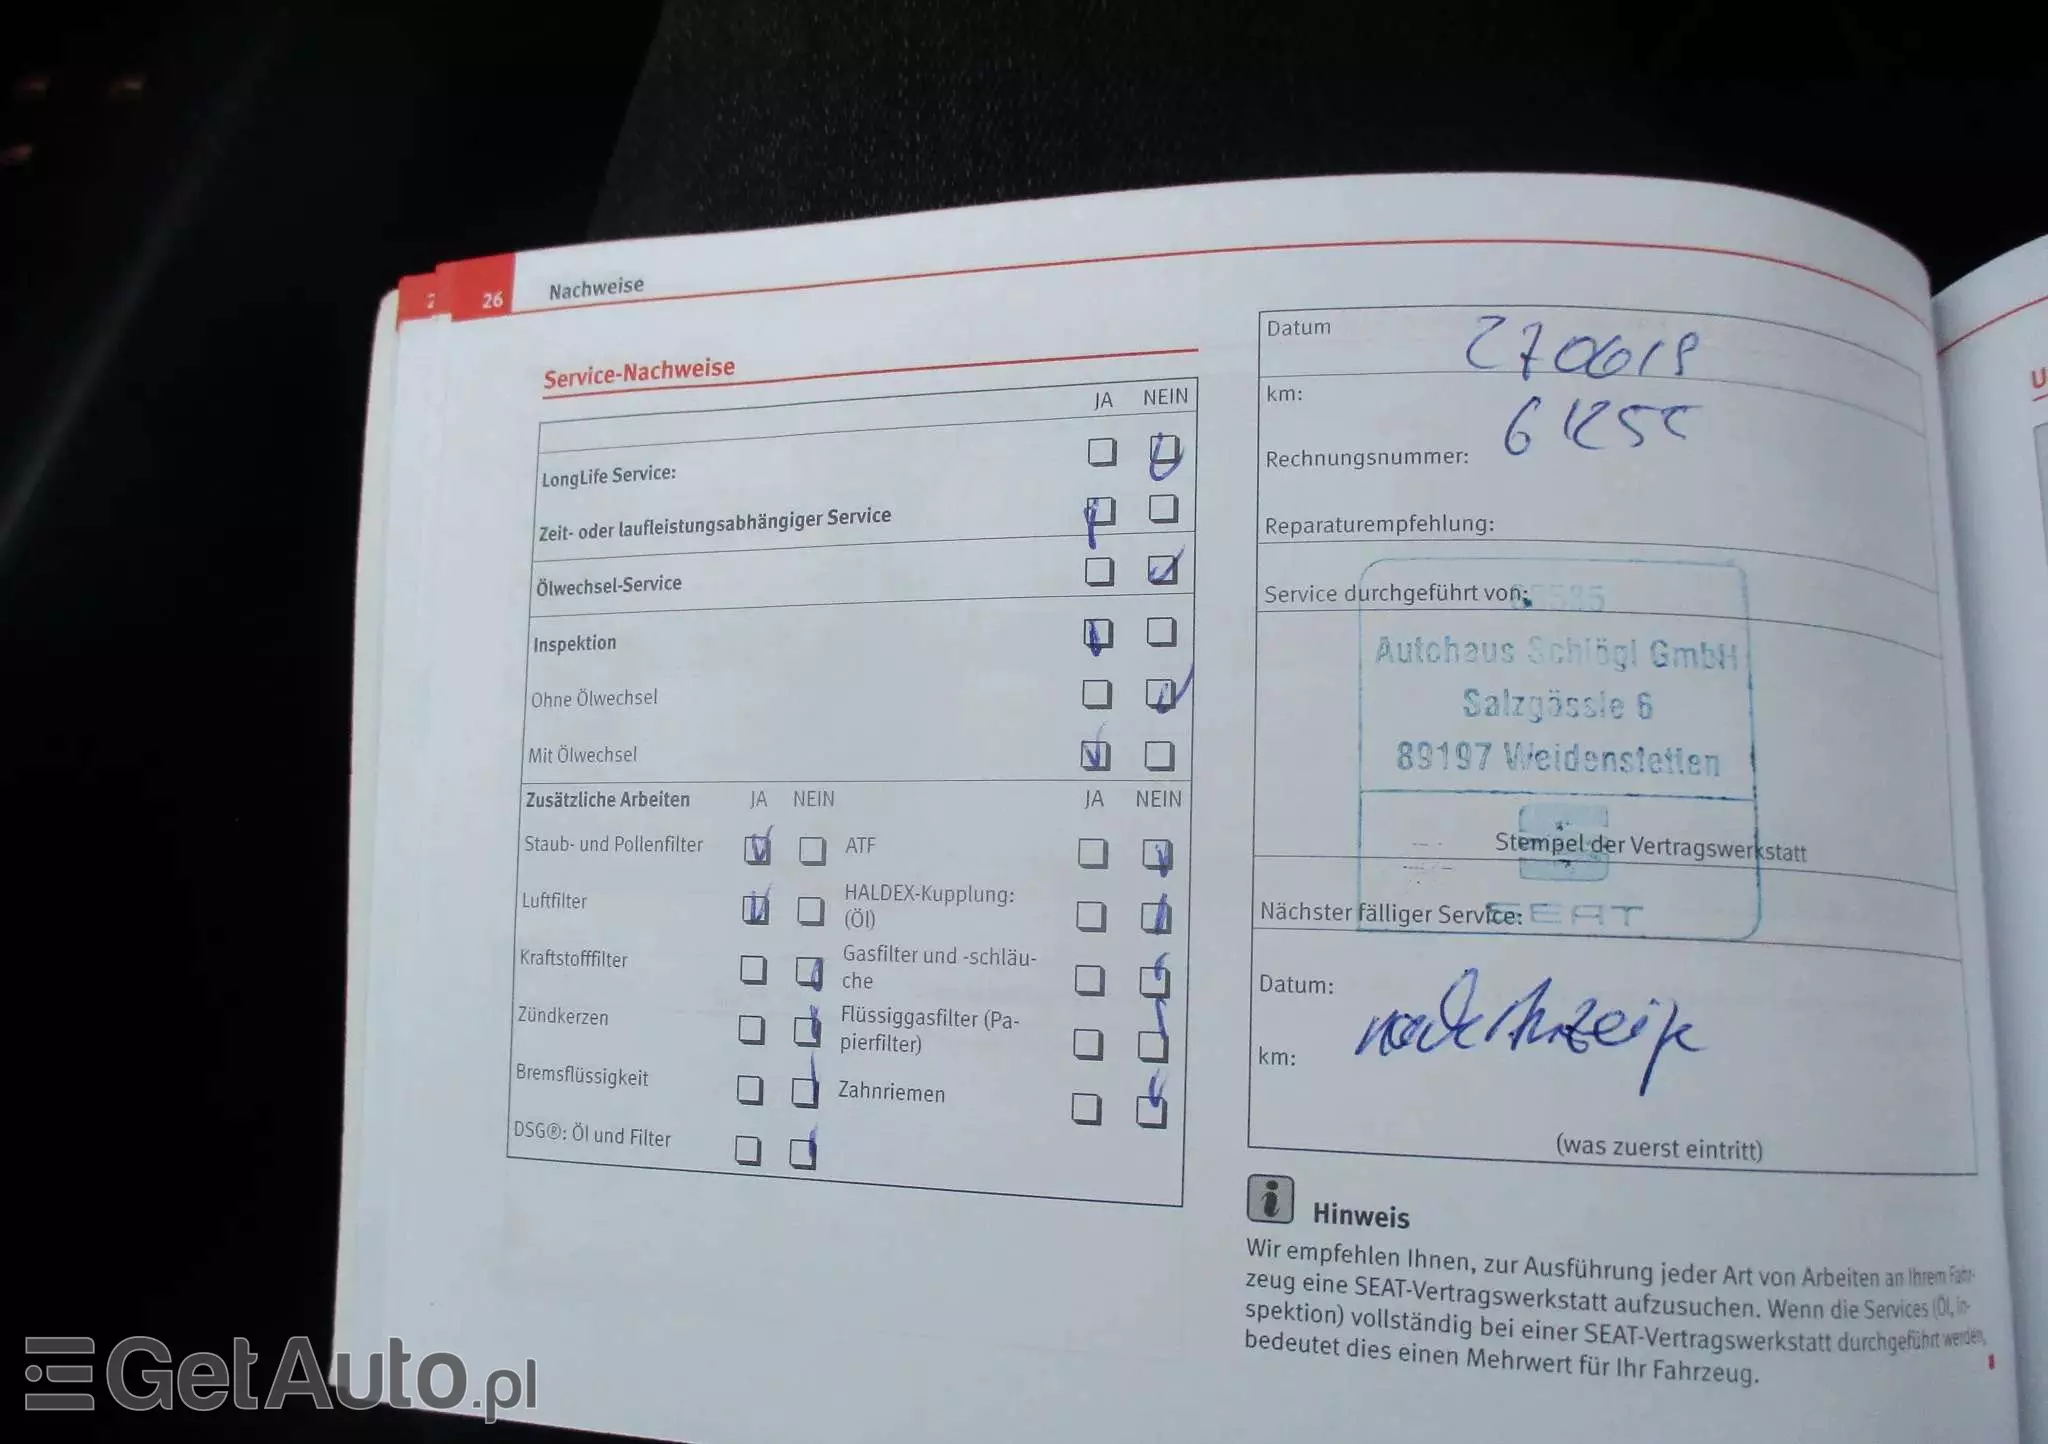 26 Nachweise
Service-Nachweise
JA NEIN
LongLife Service:
Zeit- oder laufleistungsabhängiger Service
Ölwechsel-Service
Inspektion
Ohne Ölwechsel
Mit Ölwechsel
Zusätzliche Arbeiten JA NEIN JA NEIN
Staub- und Pollenfilter ATF
Luftfilter HALDEX-Kupplung:
(Öl)
Kraftstofffilter Gasfilter und -schläu-
che
Zündkerzen Flüssiggasfilter (Pa-
pierfilter)
Bremsflüssigkeit Zahnriemen
DSG®: Öl und Filter
Datum
km:
Rechnungsnummer:
Reparaturempfehlung:
Service durchgeführt von:
Autohaus Schlögl GmbH
Salzgässle 6
89197 Weidenstetten
Stempel der Vertragswerkstatt
Nächster fälliger Service:
SEAT
Datum:
nach Anzeige
km:
(was zuerst eintritt)
Hinweis
Wir empfehlen Ihnen, zur Ausführung jeder Art von Arbeiten an Ihrem Fahr-
zeug eine SEAT-Vertragswerkstatt aufzusuchen. Wenn die Services (Öl, In-
spektion) vollständig bei einer SEAT-Vertragswerkstatt durchgeführt werden,
bedeutet dies einen Mehrwert für Ihr Fahrzeug.
GetAuto.pl